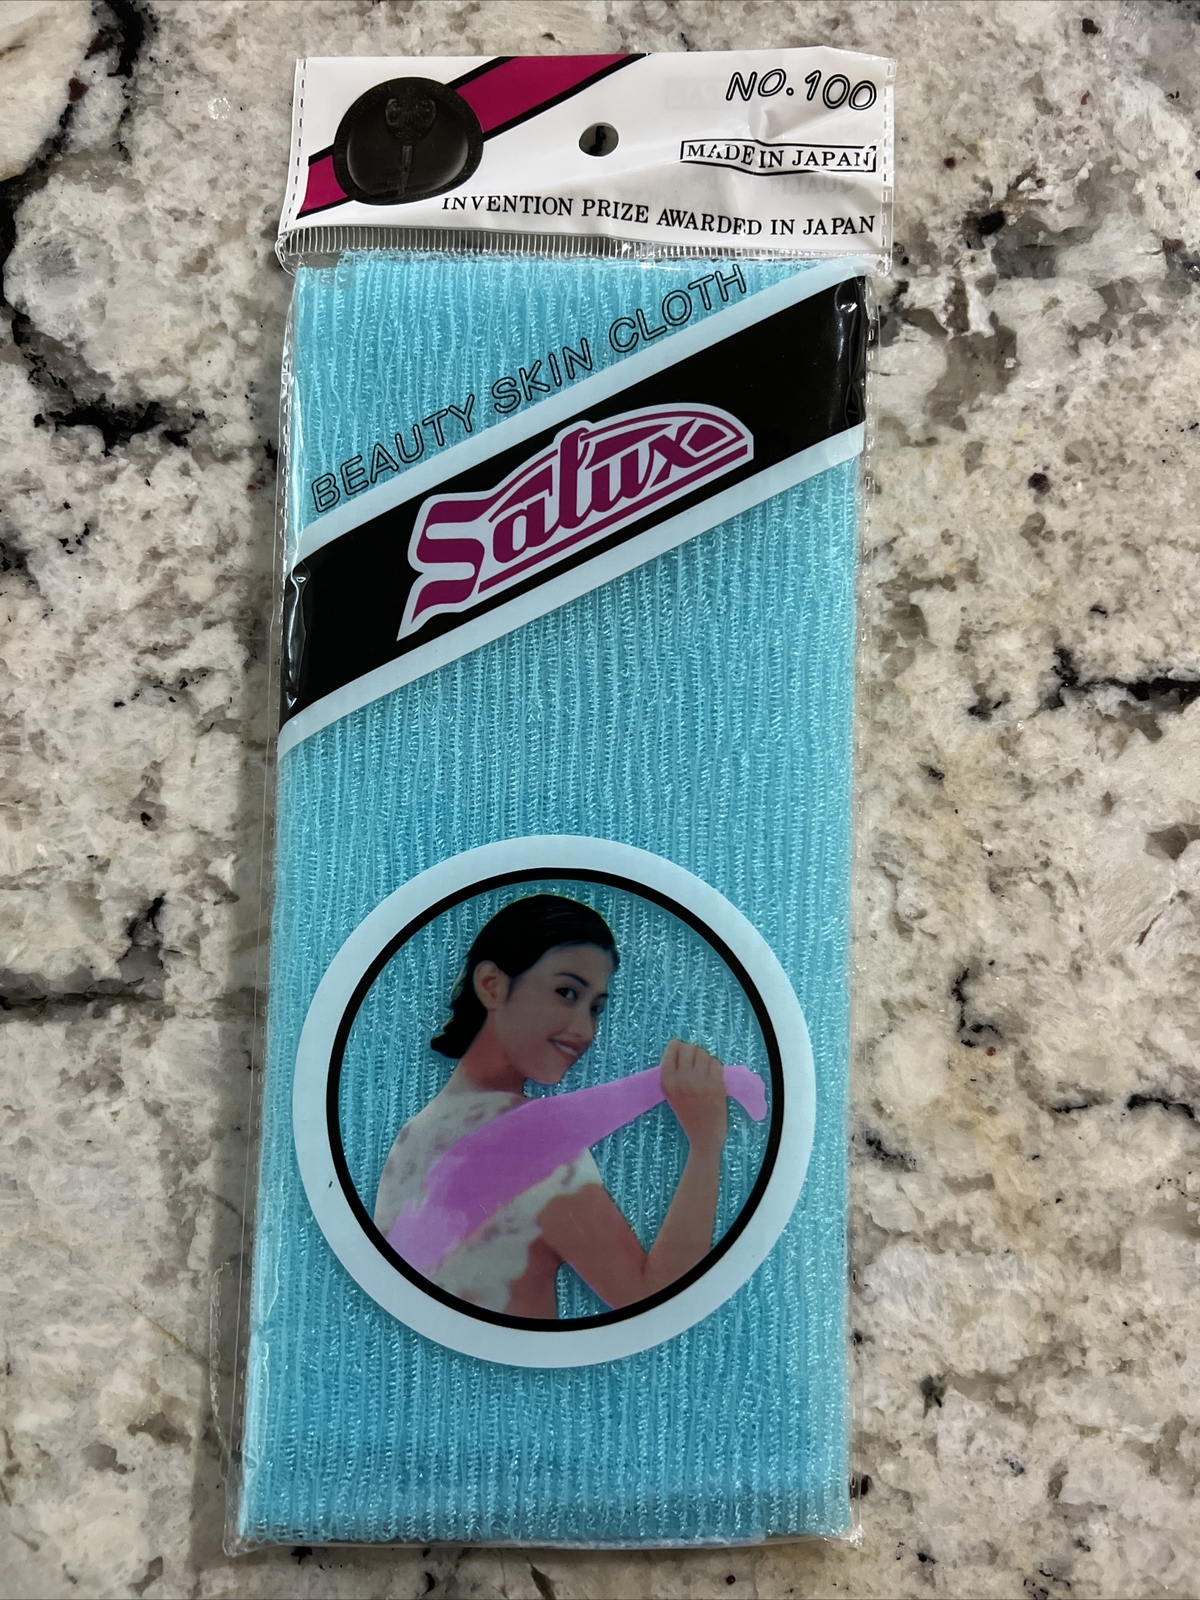 NO.100
MADE IN JAPAN
INVENTION PRIZE AWARDED IN JAPAN
BEAUTY SKIN CLOTH
Salux